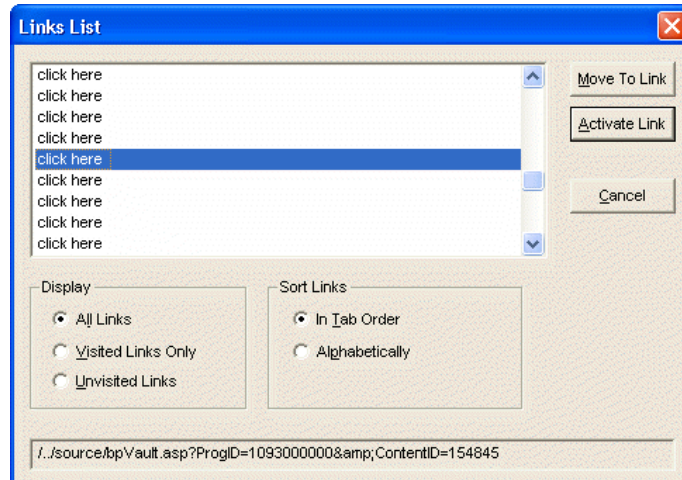 Links List
click here
click here
click here
click here
click here
click here
click here
click here
click here
Move To Link
Activate Link
Cancel
Display
All Links
Visited Links Only
Unvisited Links
Sort Links
In Tab Order
Alphabetically
/../source/bpVault.asp?ProgID=1093000000&amp;ContentID=154845